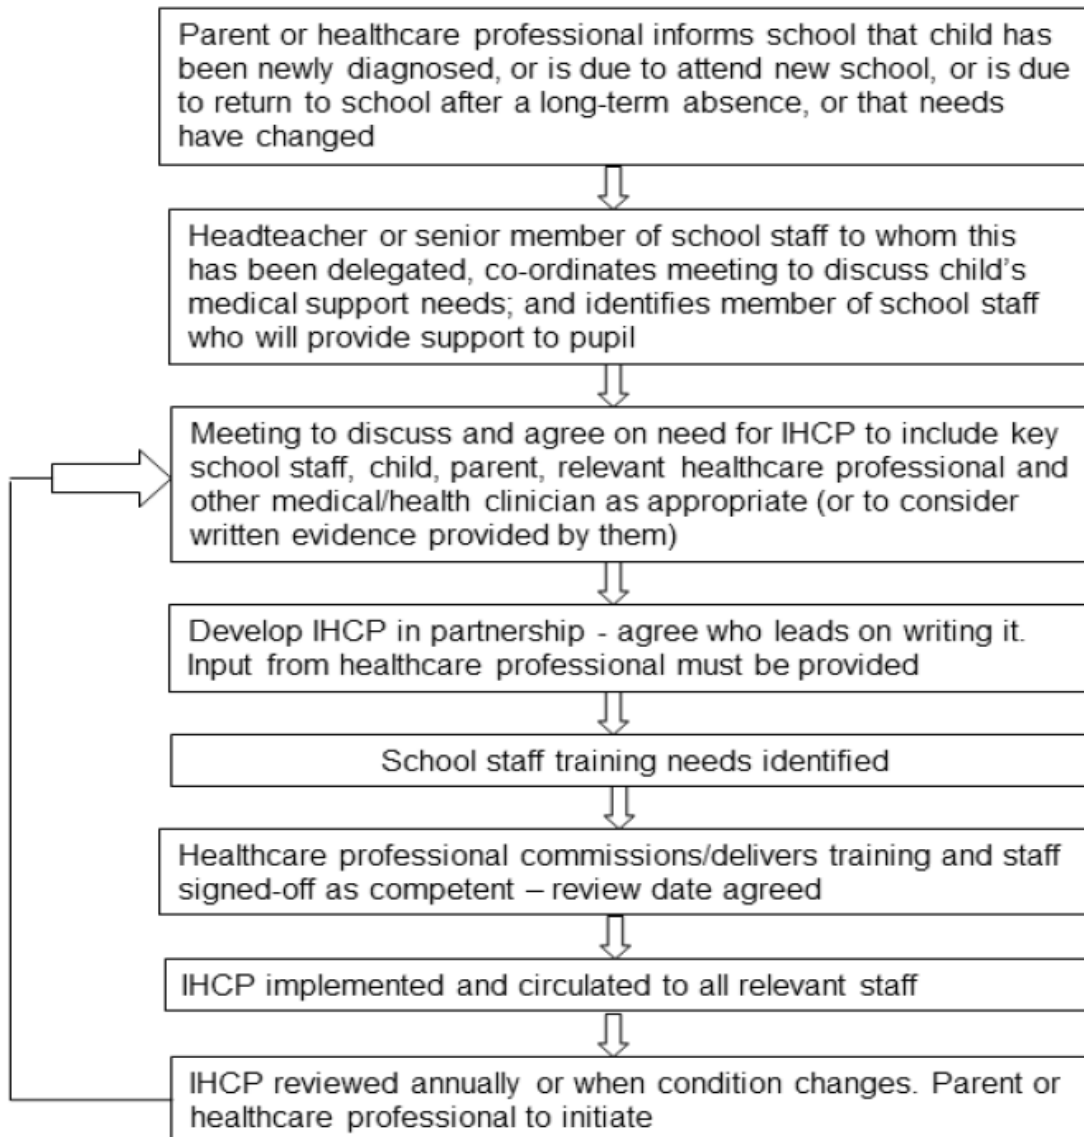 Parent or healthcare professional informs school that child has
been newly diagnosed, or is due to attend new school, or is due
to return to school after a long-term absence, or that needs
have changed
Headteacher or senior member of school staff to whom this
has been delegated, co-ordinates meeting to discuss child's
medical support needs; and identifies member of school staff
who will provide support to pupil
Meeting to discuss and agree on need for IHCP to include key
school staff, child, parent, relevant healthcare professional and
other medical/health clinician as appropriate (or to consider
written evidence provided by them)
Develop IHCP in partnership - agree who leads on writing it.
Input from healthcare professional must be provided
School staff training needs identified
Healthcare professional commissions/delivers training and staff
signed-off as competent – review date agreed
IHCP implemented and circulated to all relevant staff
IHCP reviewed annually or when condition changes. Parent or
healthcare professional to initiate